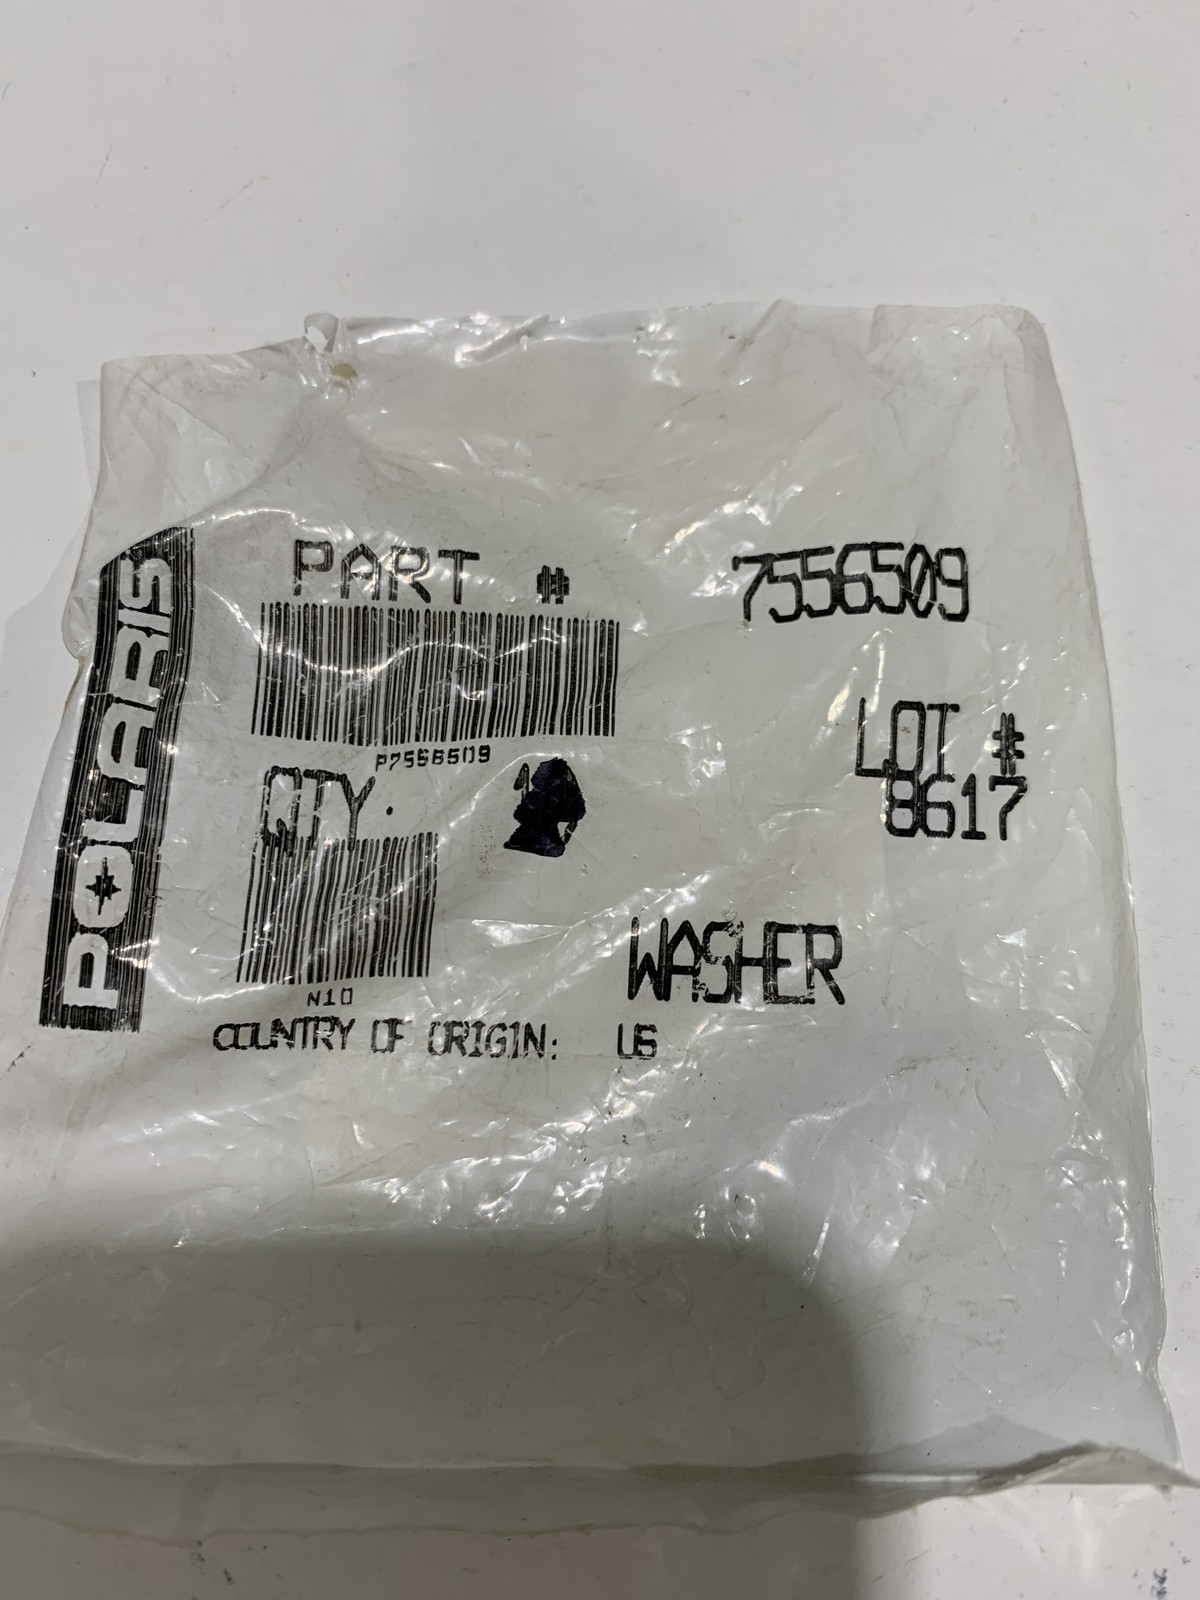 POLARIS
PART # 7556509
P7556509
LOT #
8617
QTY.
N10
WASHER
COUNTRY OF ORIGIN: US